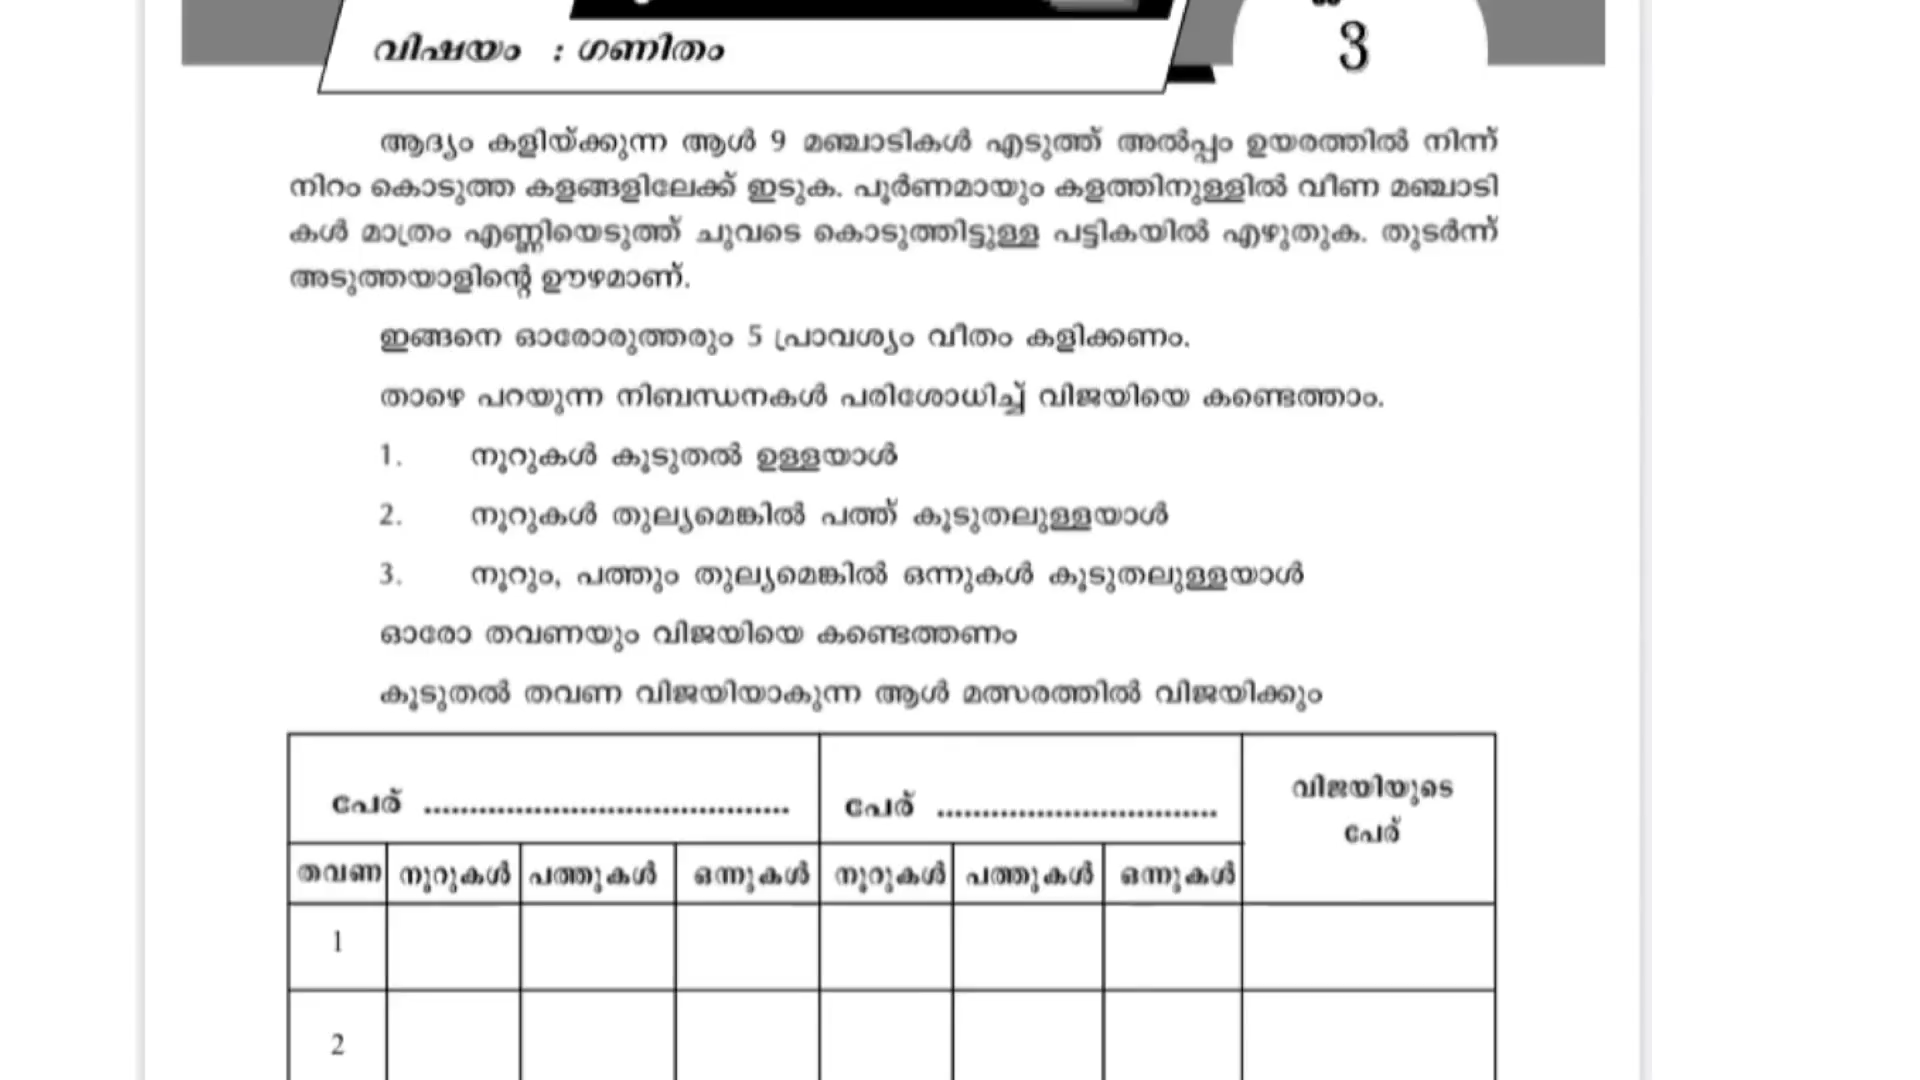 വിഷയം : ഗണിതം
3
ആദ്യം കളിയ്ക്കുന്ന ആൾ 9 മഞ്ചാടികൾ എടുത്ത് അൽപ്പം ഉയരത്തിൽ നിന്ന്
നിറം കൊടുത്ത കളങ്ങളിലേക്ക് ഇടുക. പൂർണമായും കളത്തിനുള്ളിൽ വീണ മഞ്ചാടി
കൾ മാത്രം എണ്ണിയെടുത്ത് ചുവടെ കൊടുത്തിട്ടുള്ള പട്ടികയിൽ എഴുതുക. തുടർന്ന്
അടുത്തയാളിന്റെ ഊഴമാണ്.
ഇങ്ങനെ ഓരോരുത്തരും 5 പ്രാവശ്യം വീതം കളിക്കണം.
താഴെ പറയുന്ന നിബന്ധനകൾ പരിശോധിച്ച് വിജയിയെ കണ്ടെത്താം.
1. നൂറുകൾ കൂടുതൽ ഉള്ളയാൾ
2. നൂറുകൾ തുല്യമെങ്കിൽ പത്ത് കൂടുതലുള്ളയാൾ
3. നൂറും, പത്തും തുല്യമെങ്കിൽ ഒന്നുകൾ കൂടുതലുള്ളയാൾ
ഓരോ തവണയും വിജയിയെ കണ്ടെത്തണം
കൂടുതൽ തവണ വിജയിയാകുന്ന ആൾ മത്സരത്തിൽ വിജയിക്കും
പേര് ........................................ പേര് ............................... വിജയിയുടെ
പേര്
തവണ നൂറുകൾ പത്തുകൾ ഒന്നുകൾ നൂറുകൾ പത്തുകൾ ഒന്നുകൾ
1
2